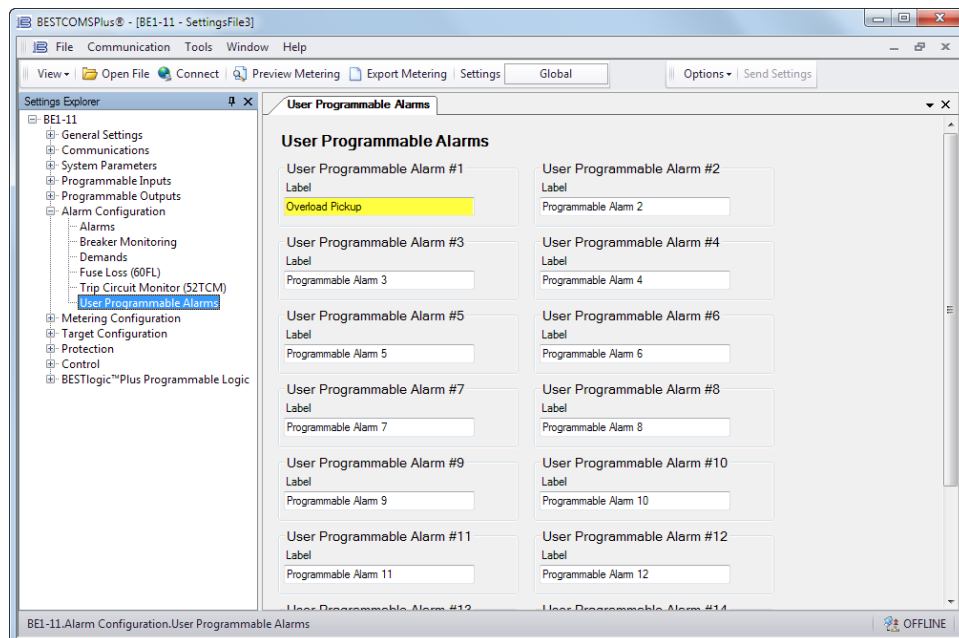 BESTCOMSPlus® - [BE1-11 - SettingsFile3]
File Communication Tools Window Help
View Open File Connect Preview Metering Export Metering Settings Global Options Send Settings
Settings Explorer
BE1-11
General Settings
Communications
System Parameters
Programmable Inputs
Programmable Outputs
Alarm Configuration
Alarms
Breaker Monitoring
Demands
Fuse Loss (60FL)
Trip Circuit Monitor (52TCM)
User Programmable Alarms
Metering Configuration
Target Configuration
Protection
Control
BESTlogic™Plus Programmable Logic
User Programmable Alarms
User Programmable Alarms
User Programmable Alarm #1
Label
Overload Pickup
User Programmable Alarm #2
Label
Programmable Alarm 2
User Programmable Alarm #3
Label
Programmable Alarm 3
User Programmable Alarm #4
Label
Programmable Alarm 4
User Programmable Alarm #5
Label
Programmable Alarm 5
User Programmable Alarm #6
Label
Programmable Alarm 6
User Programmable Alarm #7
Label
Programmable Alarm 7
User Programmable Alarm #8
Label
Programmable Alarm 8
User Programmable Alarm #9
Label
Programmable Alarm 9
User Programmable Alarm #10
Label
Programmable Alarm 10
User Programmable Alarm #11
Label
Programmable Alarm 11
User Programmable Alarm #12
Label
Programmable Alarm 12
User Programmable Alarm #13
User Programmable Alarm #14
BE1-11.Alarm Configuration.User Programmable Alarms
OFFLINE